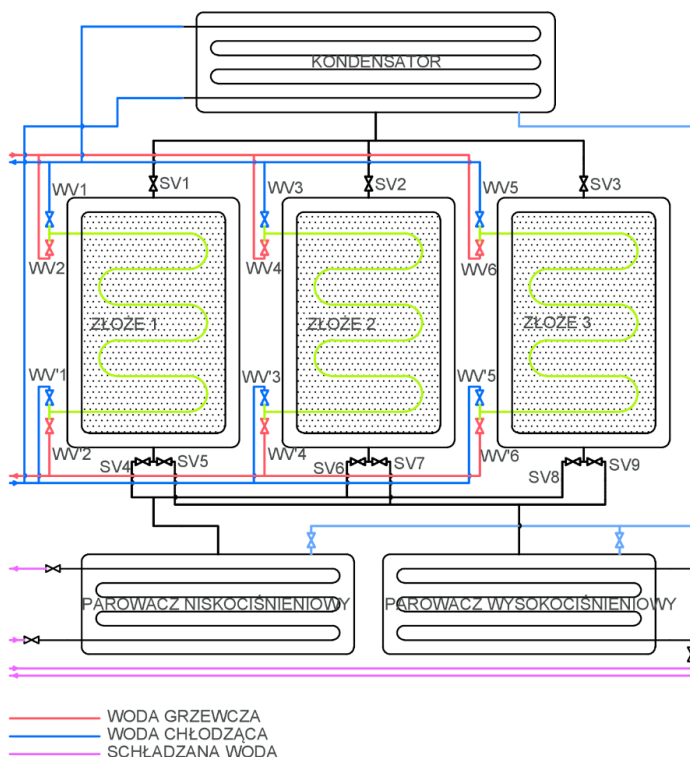 KONDENSATOR
SV1
SV2
SV3
WV1
WV3
WV5
WV2
WV4
WV6
ZŁOŻE 1
ZŁOŻE 2
ZŁOŻE 3
WV'1
WV'3
WV'5
WV'2
WV'4
WV'6
SV4
SV5
SV6
SV7
SV8
SV9
PAROWACZ NISKOCIŚNIENIOWY
PAROWACZ WYSOKOCIŚNIENIOWY
WODA GRZEWCZA
WODA CHŁODZĄCA
SCHŁADZANA WODA